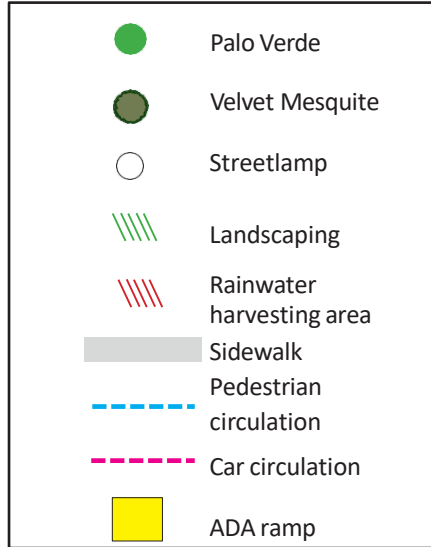 Palo Verde
Velvet Mesquite
Streetlamp
Landscaping
Rainwater
harvesting area
Sidewalk
Pedestrian
circulation
Car circulation
ADA ramp